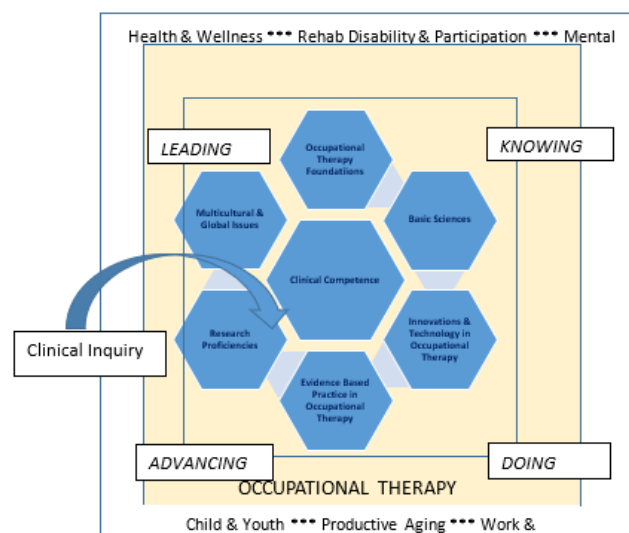 Health & Wellness ••• Rehab Disability & Participation ••• Mental
LEADING
KNOWING
Occupational
Therapy
Foundatiions
Multicultural &
Global Issues
Basic Sciences
Clinical Competence
Clinical Inquiry
Research
Proficiencies
Innovations &
Technology in
Occupational
Therapy
Evidence Based
Practice in
Occupational
Therapy
ADVANCING
DOING
OCCUPATIONAL THERAPY
Child & Youth ••• Productive Aging ••• Work &